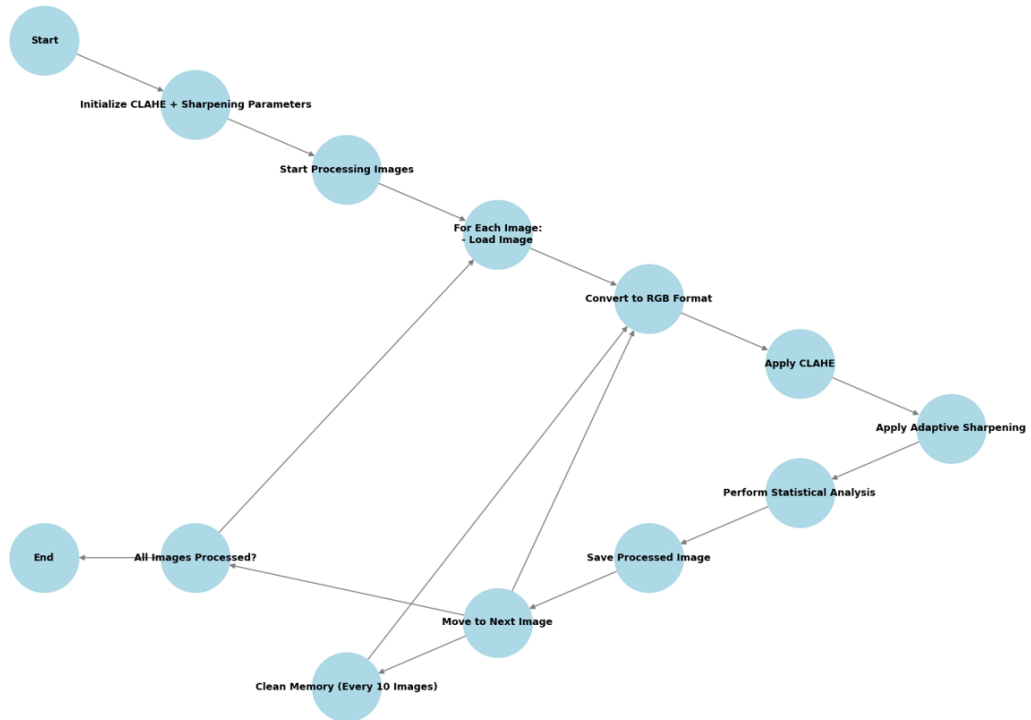 Start
Initialize CLAHE + Sharpening Parameters
Start Processing Images
For Each Image:
- Load Image
Convert to RGB Format
Apply CLAHE
Apply Adaptive Sharpening
Perform Statistical Analysis
Save Processed Image
Move to Next Image
Clean Memory (Every 10 Images)
All Images Processed?
End